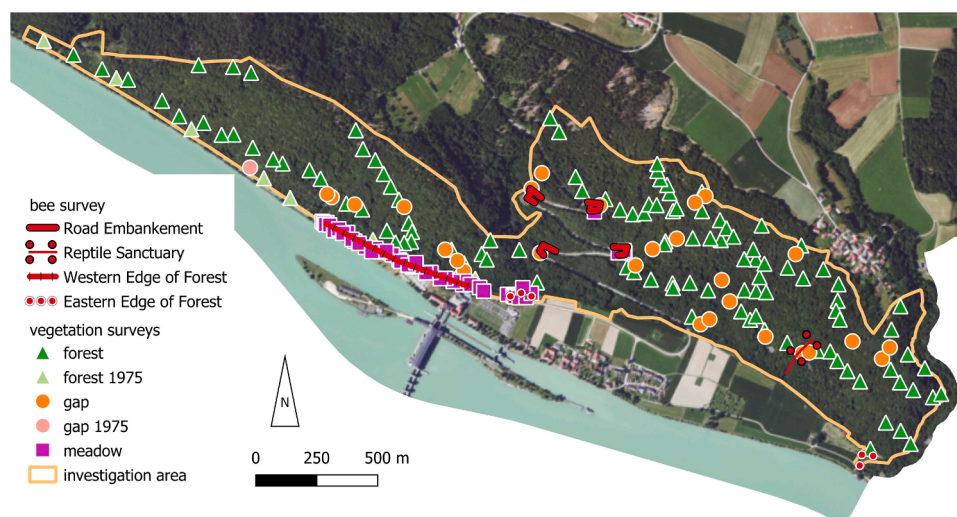 bee survey
Road Embankment
Reptile Sanctuary
Western Edge of Forest
Eastern Edge of Forest
vegetation surveys
forest
forest 1975
gap
gap 1975
meadow
investigation area
N
0 250 500 m